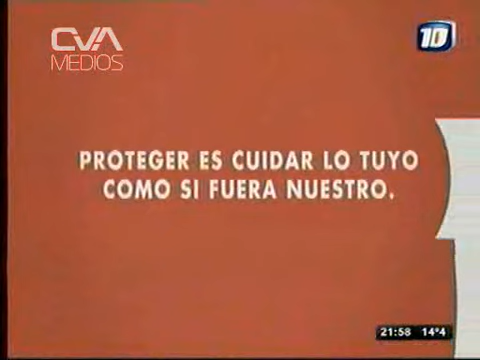 CVA
MEDIOS
10
PROTEGER ES CUIDAR LO TUYO
COMO SI FUERA NUESTRO.
21:58 14°4